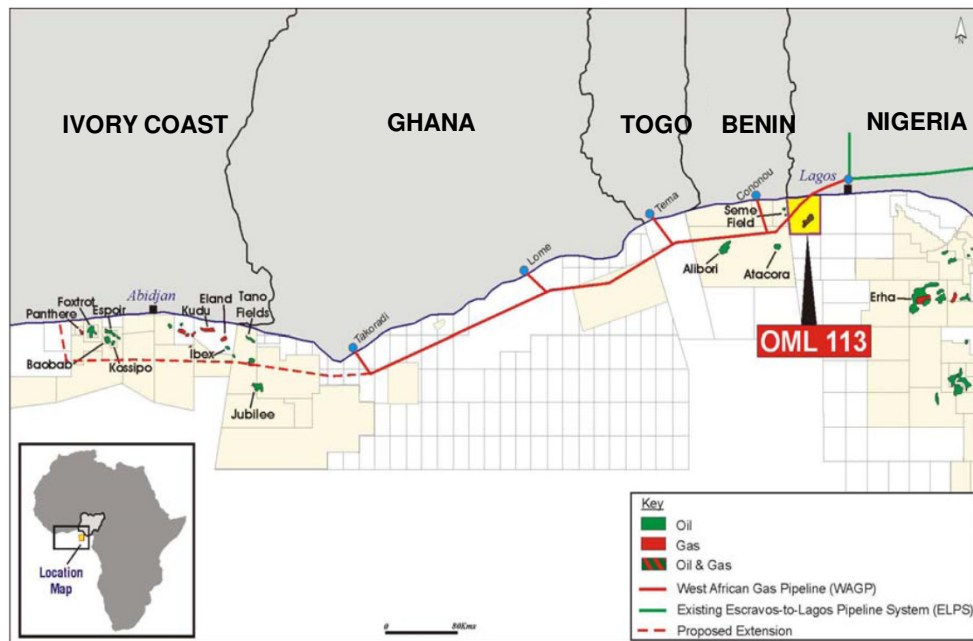 N
IVORY COAST
GHANA
TOGO
BENIN
NIGERIA
Lagos
Cononou
Tema
Seme
Field
Alibori
Atacora
Lome
Erha
Abidjan
Foxtrot
Panthere
Espoir
Eland
Kudu
Tano
Fields
Takoradi
OML 113
Ibex
Baobab
Kossipo
Jubilee
Location
Map
Key
Oil
Gas
Oil & Gas
West African Gas Pipeline (WAGP)
Existing Escravos-to-Lagos Pipeline System (ELPS)
Proposed Extension
0 80Kms